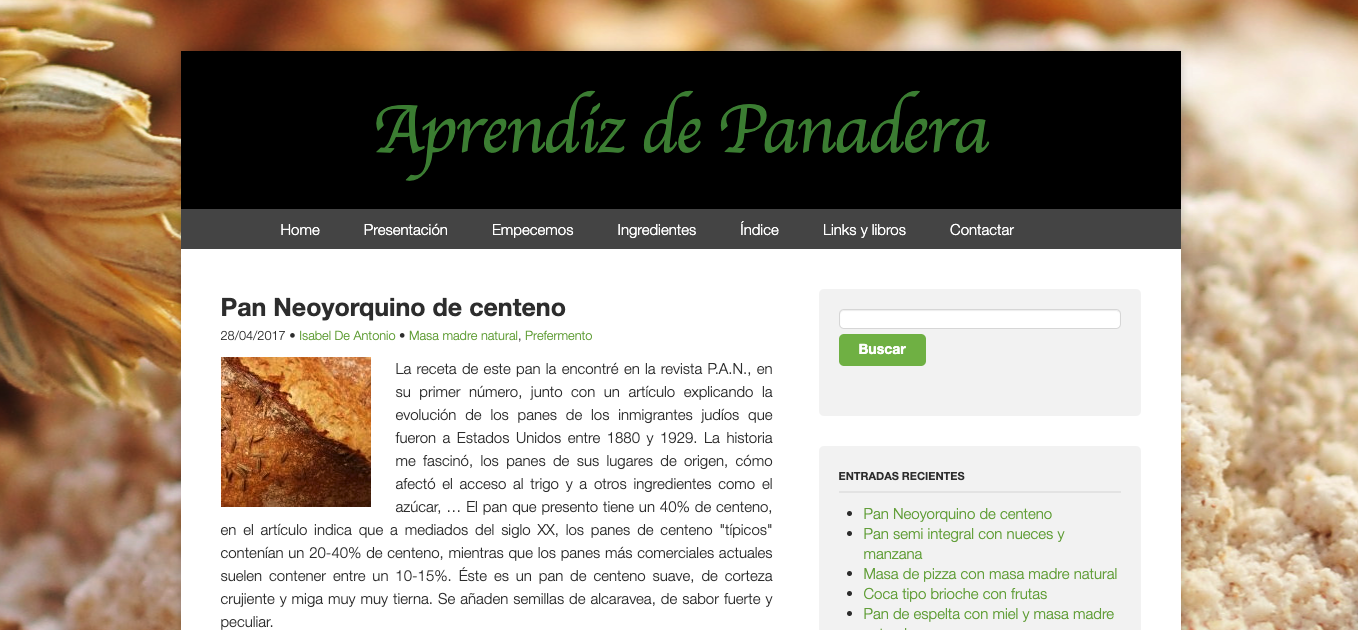 Aprendíz de Panadera
Home Presentación Empecemos Ingredientes Índice Links y libros Contactar
Pan Neoyorquino de centeno
28/04/2017 • Isabel De Antonio • Masa madre natural, Prefermento
La receta de este pan la encontré en la revista P.A.N., en
su primer número, junto con un artículo explicando la
evolución de los panes de los inmigrantes judíos que
fueron a Estados Unidos entre 1880 y 1929. La historia
me fascinó, los panes de sus lugares de origen, cómo
afectó el acceso al trigo y a otros ingredientes como el
azúcar, … El pan que presento tiene un 40% de centeno,
en el artículo indica que a mediados del siglo XX, los panes de centeno "típicos"
contenían un 20-40% de centeno, mientras que los panes más comerciales actuales
suelen contener entre un 10-15%. Éste es un pan de centeno suave, de corteza
crujiente y miga muy muy tierna. Se añaden semillas de alcaravea, de sabor fuerte y
peculiar.
Buscar
ENTRADAS RECIENTES
• Pan Neoyorquino de centeno
• Pan semi integral con nueces y
manzana
• Masa de pizza con masa madre natural
• Coca tipo brioche con frutas
• Pan de espelta con miel y masa madre